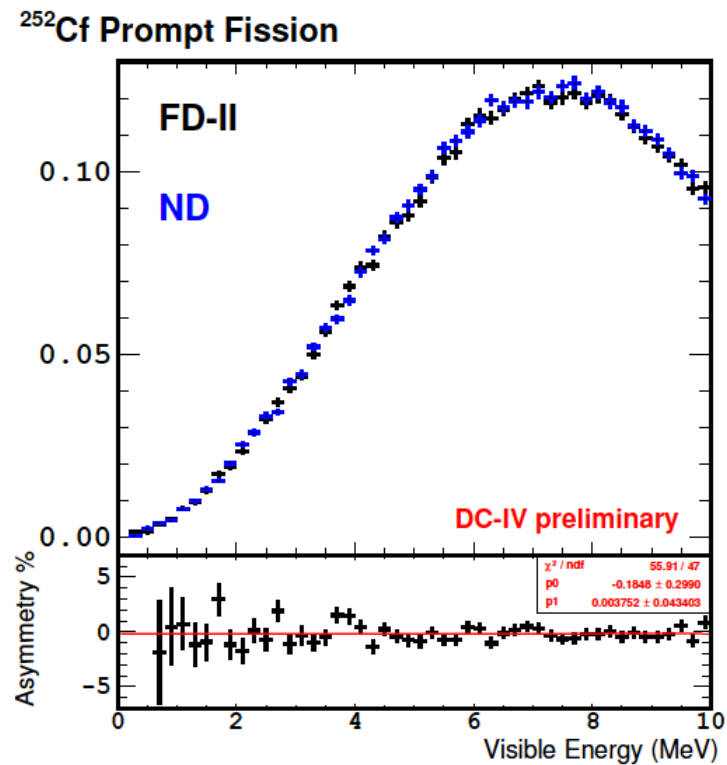 ²⁵²Cf Prompt Fission
FD-II
ND
0.10
0.05
0.00
DC-IV preliminary
Asymmetry %
5
0
−5
χ² / ndf 55.91 / 47
p0 -0.1848 ± 0.2990
p1 0.003752 ± 0.043403
0 2 4 6 8 10
Visible Energy (MeV)